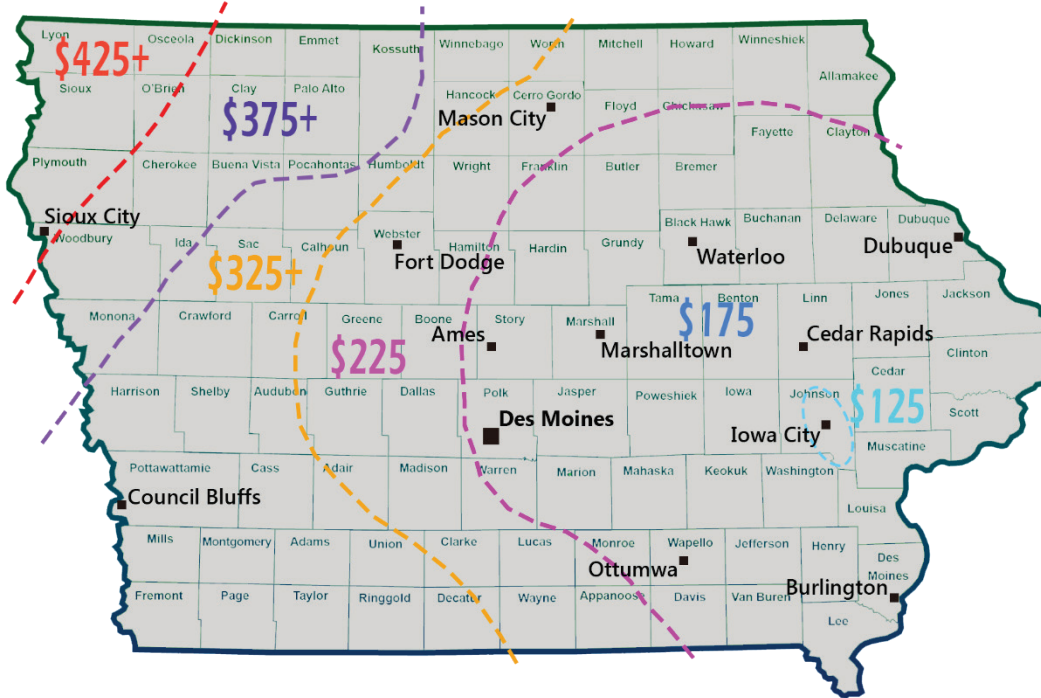 Lyon
Osceola
Dickinson
Emmet
Kossuth
Winnebago
Worth
Mitchell
Howard
Winneshiek
Allamakee
$425+
Sioux
O'Brien
Clay
Palo Alto
Hancock
Cerro Gordo
Floyd
Chickasaw
$375+
Mason City
Fayette
Clayton
Plymouth
Cherokee
Buena Vista
Pocahontas
Humboldt
Wright
Franklin
Butler
Bremer
Sioux City
Woodbury
Ida
Sac
Calhoun
Webster
Hamilton
Hardin
Grundy
Black Hawk
Buchanan
Delaware
Dubuque
$325+
Fort Dodge
Waterloo
Dubuque
Monona
Crawford
Carroll
Greene
Boone
Story
Marshall
Tama
Benton
Linn
Jones
Jackson
$225
Ames
Marshalltown
$175
Cedar Rapids
Clinton
Cedar
Harrison
Shelby
Audubon
Guthrie
Dallas
Polk
Jasper
Poweshiek
Iowa
Johnson
$125
Scott
Des Moines
Iowa City
Muscatine
Pottawattamie
Cass
Adair
Madison
Warren
Marion
Mahaska
Keokuk
Washington
Council Bluffs
Louisa
Mills
Montgomery
Adams
Union
Clarke
Lucas
Monroe
Wapello
Jefferson
Henry
Des
Moines
Ottumwa
Burlington
Fremont
Page
Taylor
Ringgold
Decatur
Wayne
Appanoose
Davis
Van Buren
Lee